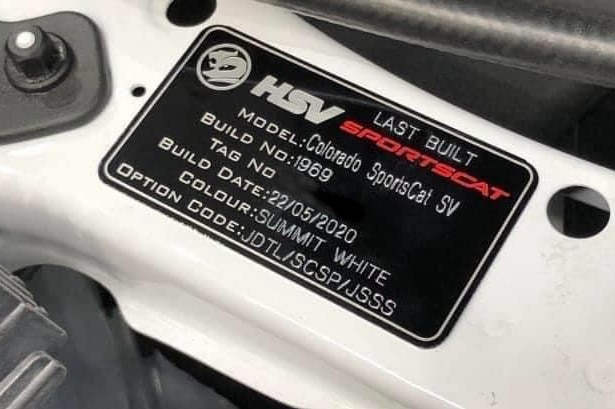 LAST BUILT
HSV SPORTSCAT
MODEL:Colorado SportsCat SV
BUILD NO:1969
TAG NO
BUILD DATE:22/05/2020
COLOUR:SUMMIT WHITE
OPTION CODE:JDTL/SCSP/JSSS